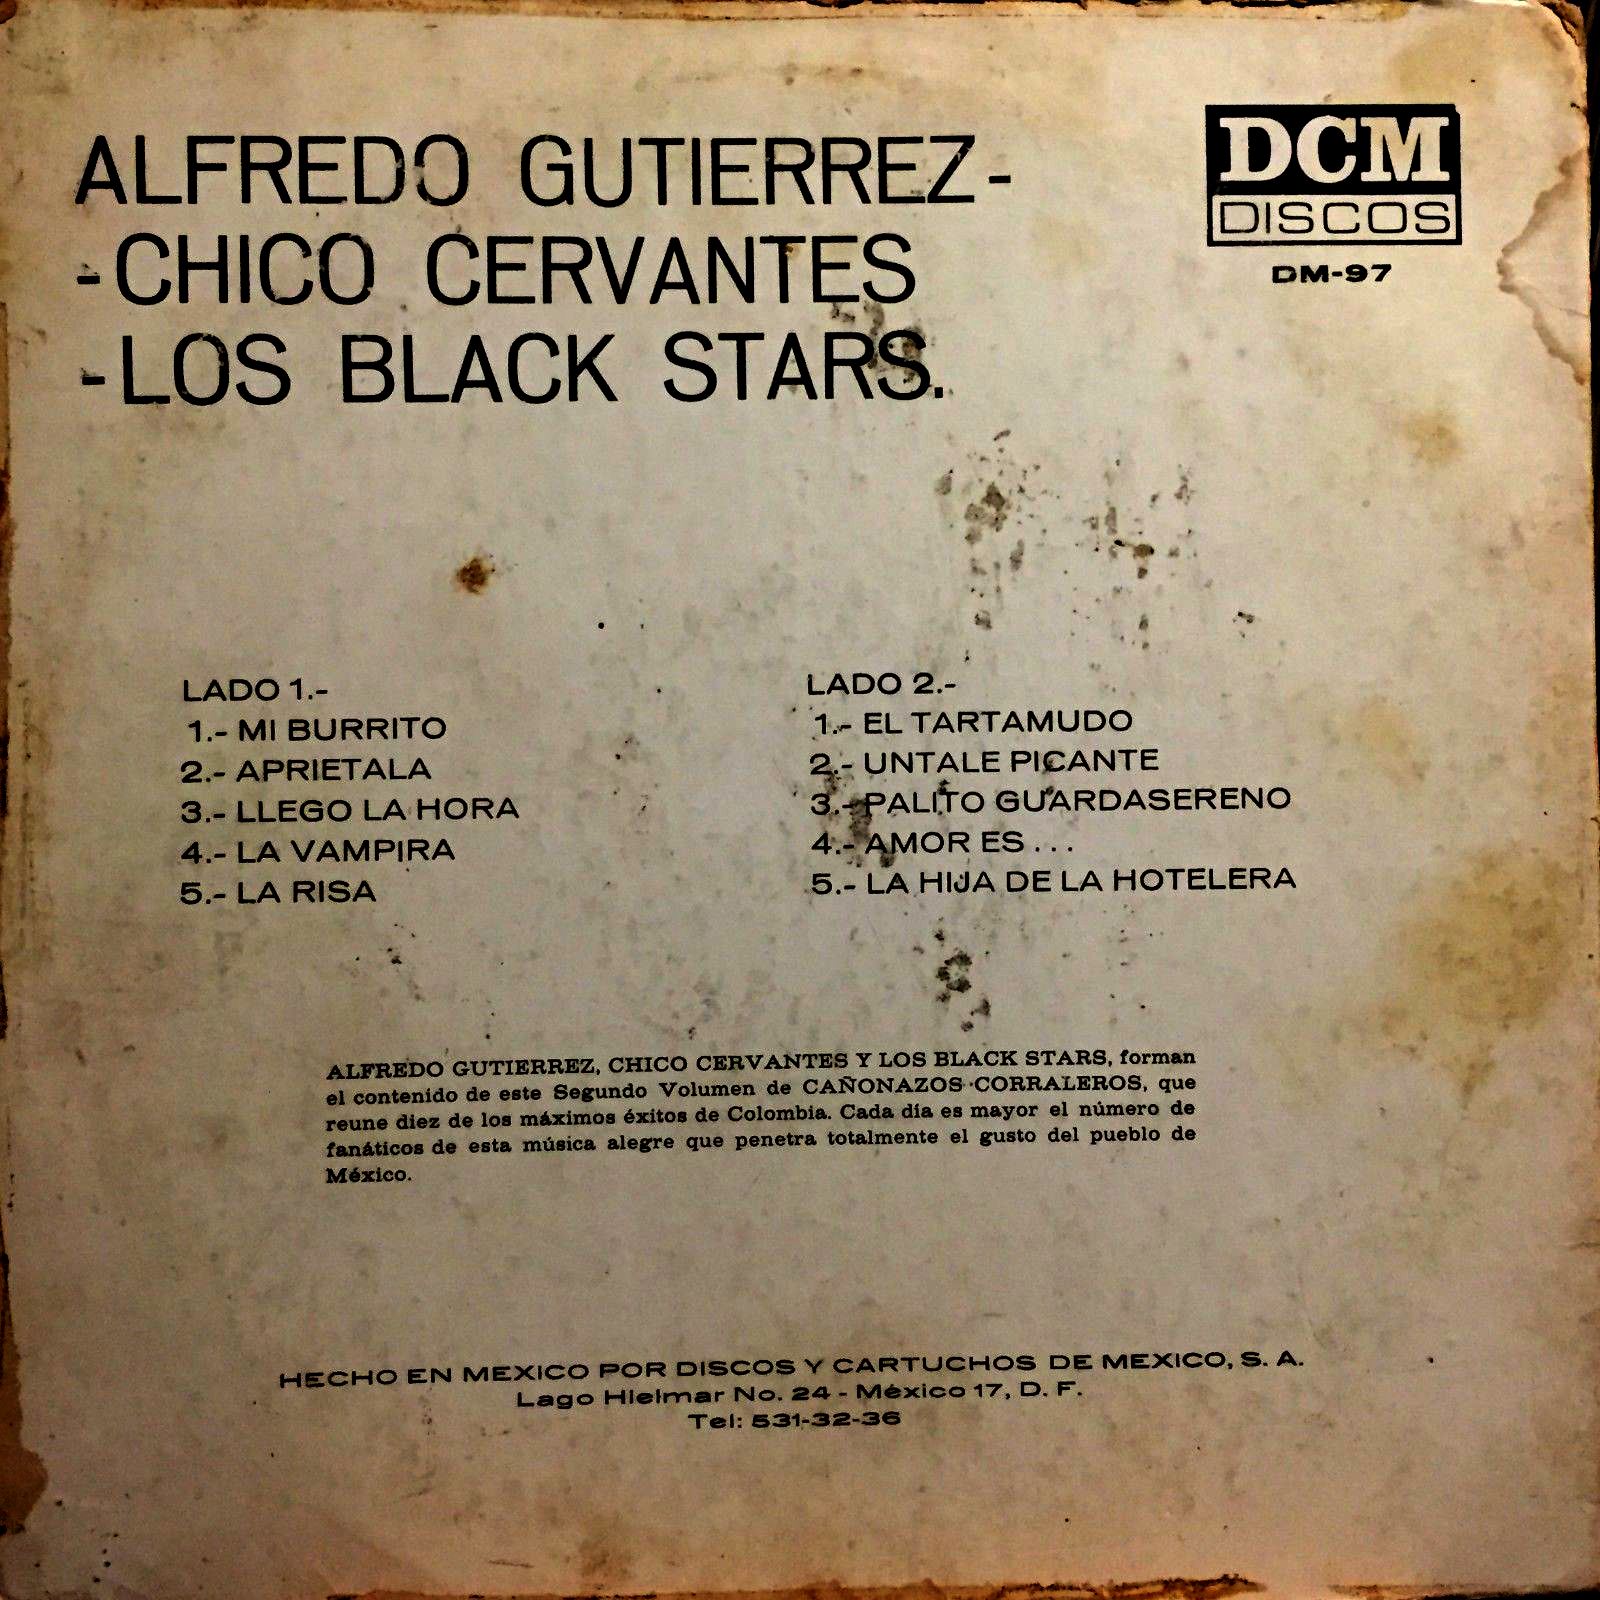 ALFREDO GUTIERREZ-
-CHICO CERVANTES
-LOS BLACK STARS.
DCM
DISCOS
DM-97
LADO 1.-
1.- MI BURRITO
2.- APRIETALA
3.- LLEGO LA HORA
4.- LA VAMPIRA
5.- LA RISA
LADO 2.-
1.- EL TARTAMUDO
2.- UNTALE PICANTE
3.- PALITO GUARDASERENO
4.- AMOR ES...
5.- LA HIJA DE LA HOTELERA
ALFREDO GUTIERREZ, CHICO CERVANTES Y LOS BLACK STARS, forman
el contenido de este Segundo Volumen de CAÑONAZOS CORRALEROS, que
reune diez de los máximos éxitos de Colombia. Cada día es mayor el número de
fanáticos de esta música alegre que penetra totalmente el gusto del pueblo de
México.
HECHO EN MEXICO POR DISCOS Y CARTUCHOS DE MEXICO, S. A.
Lago Hielmar No. 24 - México 17, D. F.
Tel: 531-32-36